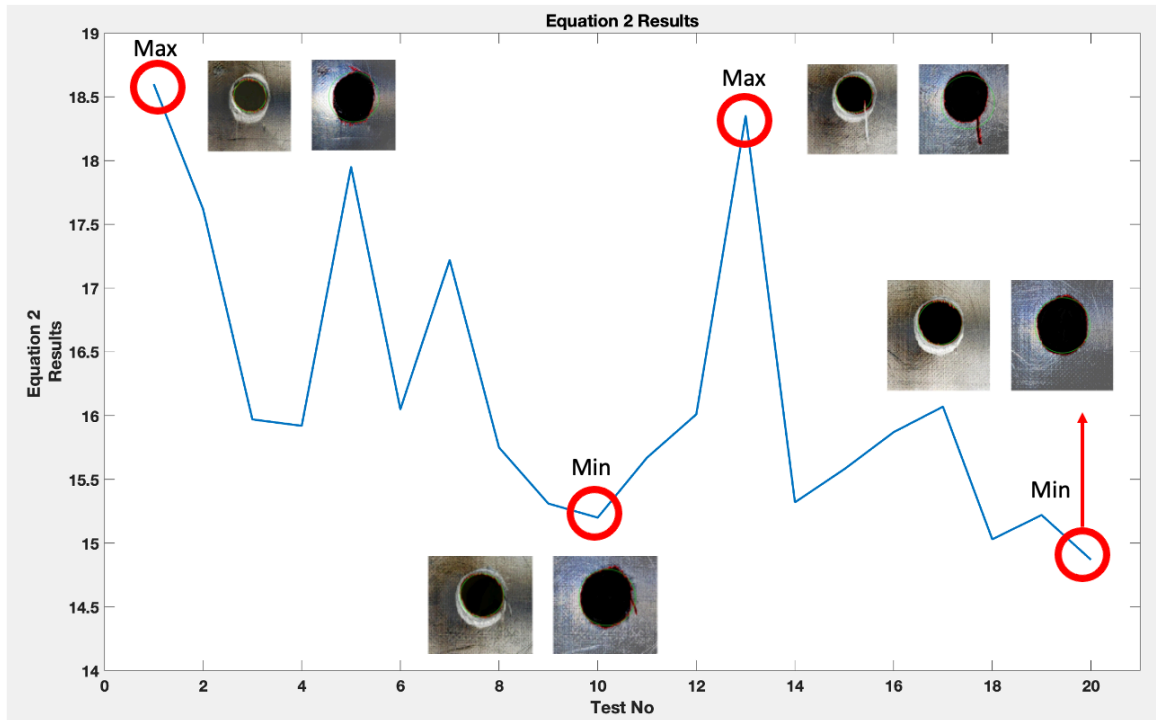 Equation 2 Results
Max
Max
Min
Min
19
18.5
18
17.5
17
16.5
16
15.5
15
14.5
14
Equation 2
Results
0 2 4 6 8 10 12 14 16 18 20
Test No